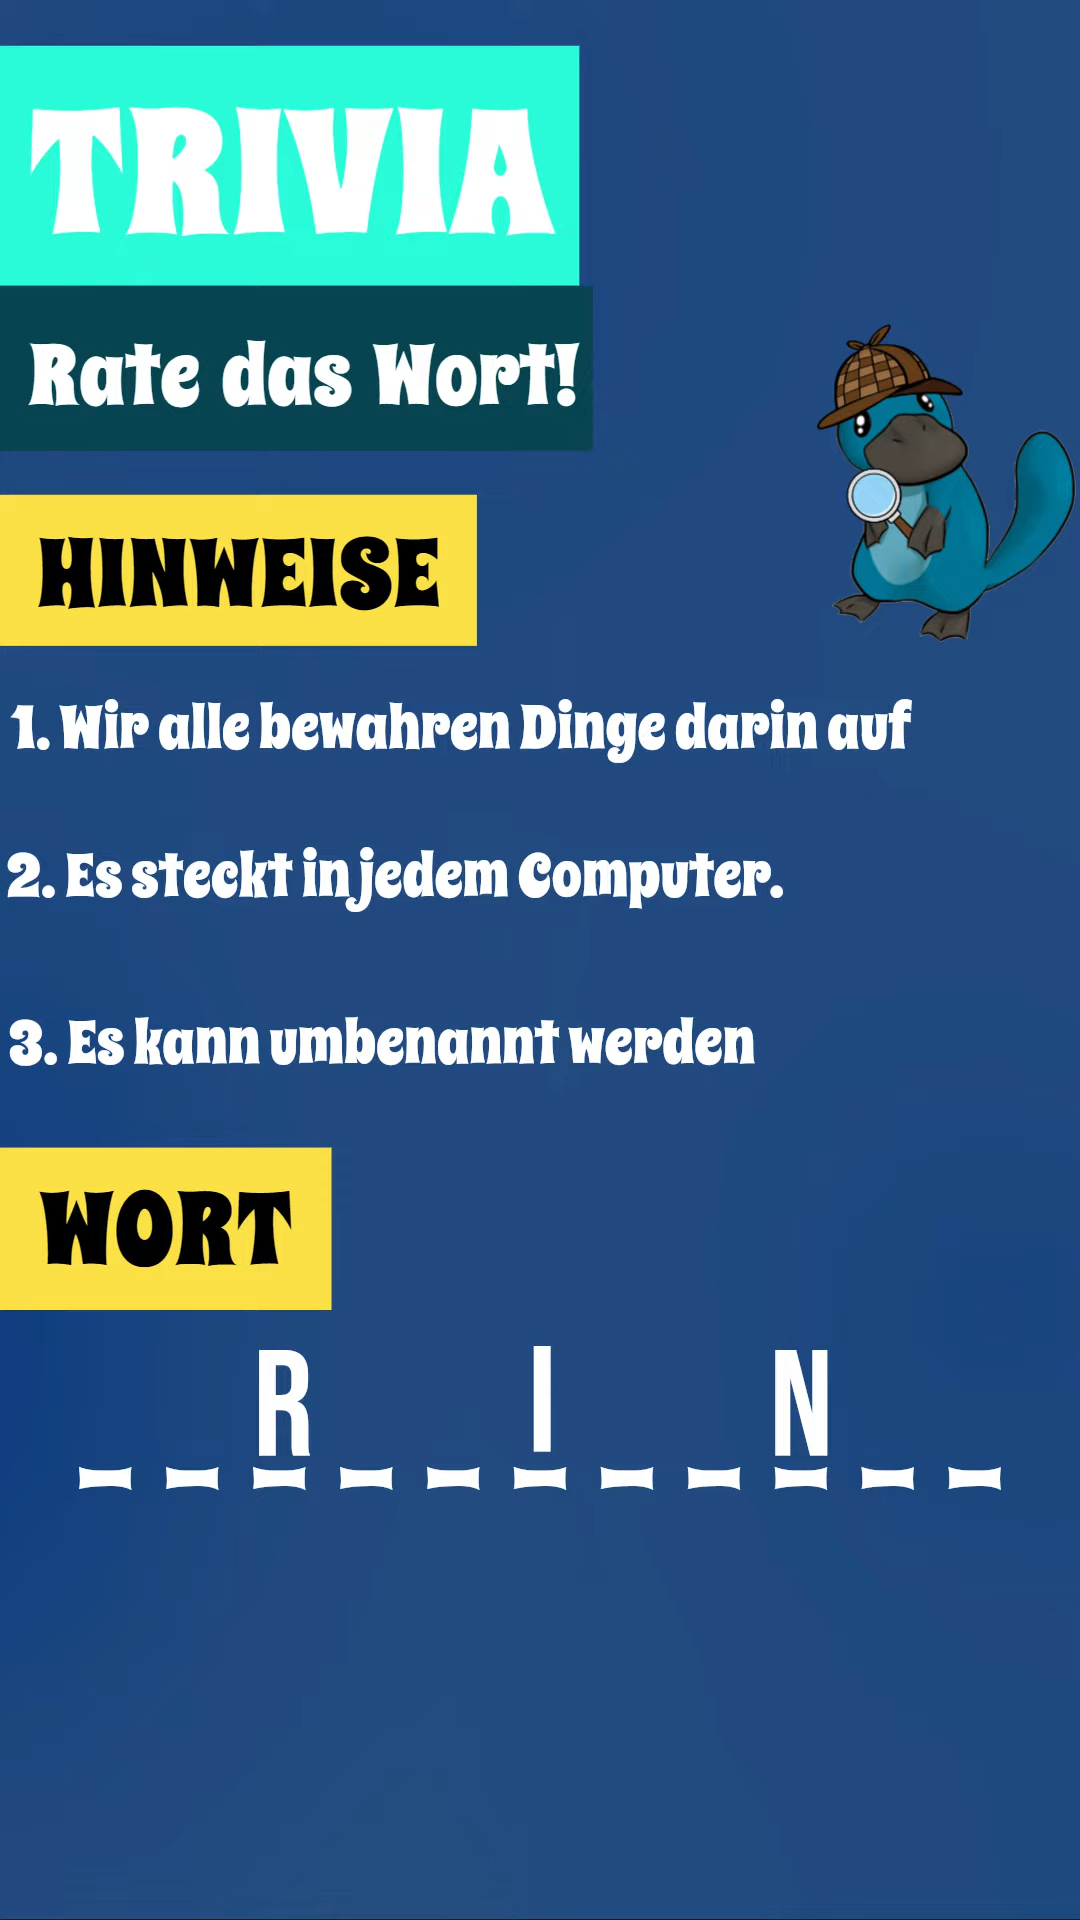 TRIVIA
Rate das Wort!
HINWEISE
1. Wir alle bewahren Dinge darin auf
2. Es steckt in jedem Computer.
3. Es kann umbenannt werden
WORT
_ _ R _ _ I _ _ N _ _